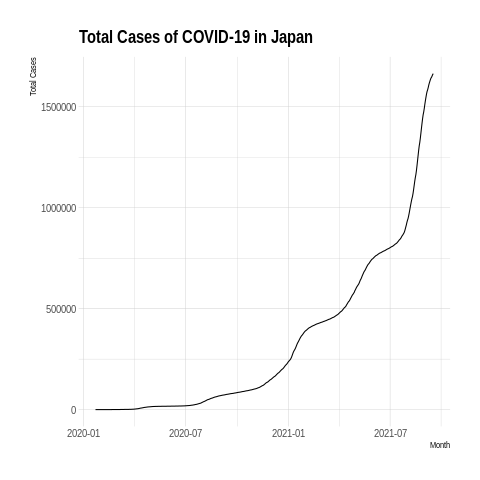 Total Cases of COVID-19 in Japan
Total Cases
1500000
1000000
500000
0
2020-01 2020-07 2021-01 2021-07
Month